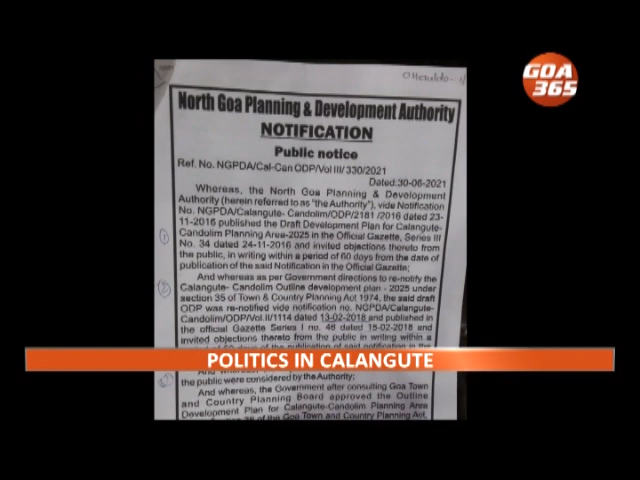 OHeraldo-
GOA
365
North Goa Planning & Development Authority
NOTIFICATION
Public notice
Ref. No. NGPDA/Cal-Can ODP/Vol III/ 330/2021
Dated:30-06-2021
Whereas, the North Goa Planning & Development
Authority (herein referred to as "the Authority), vide Notification
No. NGPDA/Calangute- Candolim/ODP/2181 /2016 dated 23-
11-2016 published the Draft Development Plan for Calangute-
Candolim Planning Area-2025 in the Official Gazette, Series III
No. 34 dated 24-11-2016 and invited objections thereto from
the public, in writing within a period of 60 days from the date of
publication of the said Notification in the Official Gazette;
And whereas as per Government directions to re-notify the
Calangute- Candolim Outline development plan - 2025 under
section 35 of Town & Country Planning Act 1974, the said draft
ODP was re-notified vide notification no. NGPDA/Calangute-
Candolim/ODP/Vol.II/1114 dated 13-02-2018 and published in
the official Gazette Series I no. 46 dated 15-02-2018 and
invited objections thereto from the public in writing within a
POLITICS IN CALANGUTE
the public were considered by the Authority;
And whereas, the Government after consulting Goa Town
and Country Planning Board approved the Outline
Development Plan for Calangute-Candolim Planning Area
of the Goa Town and Country Planning Act,